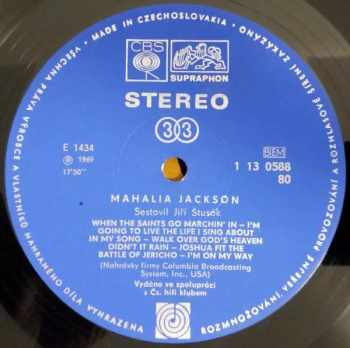 • MADE IN CZECHOSLOVAKIA • ZAKÁZÁNO ROZMNOŽOVÁNÍ, VEŘEJNÉ PROVOZOVÁNÍ A ROZHLASOVÉ ŠÍŘENÍ
VŠECHNA PRÁVA VÝROBCE A VLASTNÍKŮ NAHRANÉHO DÍLA VYHRAZENA
CBS
SUPRAPHON
STEREO
33
E 1434
Ⓟ 1969
17'50"
1 13 0588
80
MAHALIA JACKSON
Sestavil Jiří Stusák
WHEN THE SAINTS GO MARCHIN' IN – I'M
GOING TO LIVE THE LIFE I SING ABOUT
IN MY SONG – WALK OVER GOD'S HEAVEN
DIDN'T IT RAIN – JOSHUA FIT THE
BATTLE OF JERICHO – I'M ON MY WAY
(Nahrávky firmy Columbia Broadcasting
System, Inc., USA)
Vydáno ve spolupráci
s Čs. hifi klubem